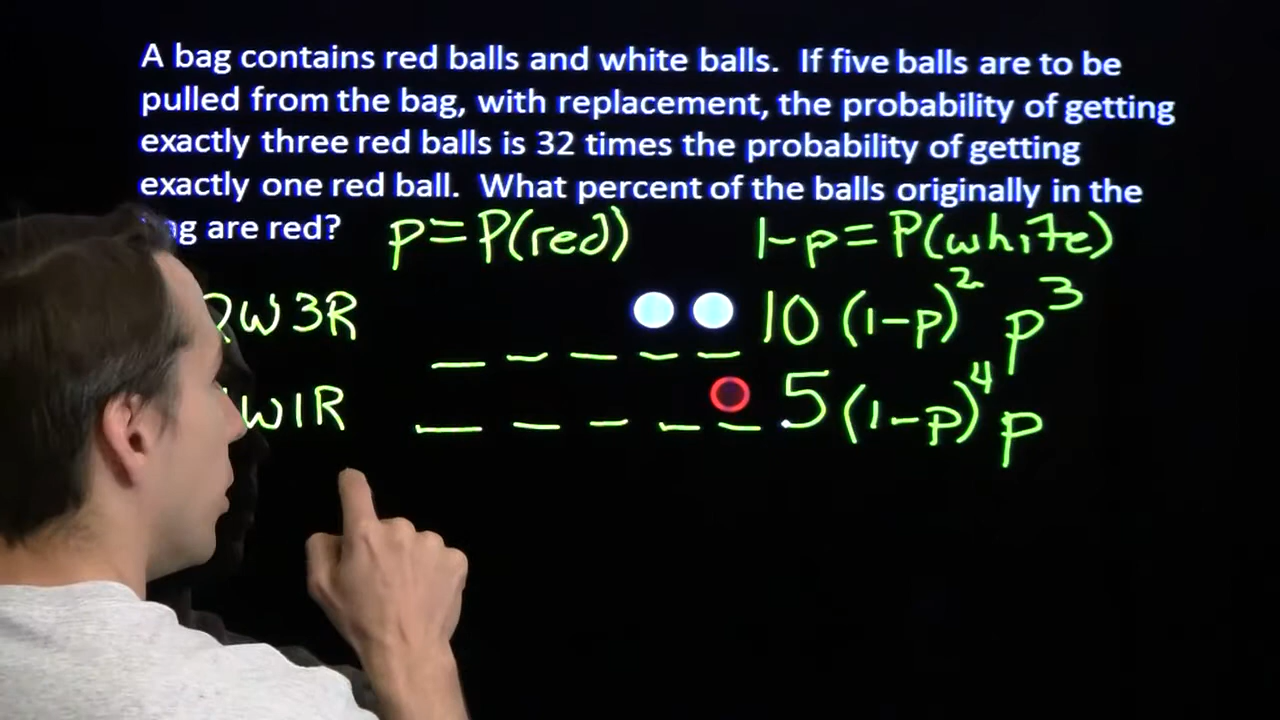 A bag contains red balls and white balls. If five balls are to be
pulled from the bag, with replacement, the probability of getting
exactly three red balls is 32 times the probability of getting
exactly one red ball. What percent of the balls originally in the
are red? p=P(red) 1-p=P(white)
W3R _ _ _ _ _ 10(1-p)² p³
W1R _ _ _ _ _ 5(1-p)⁴ p